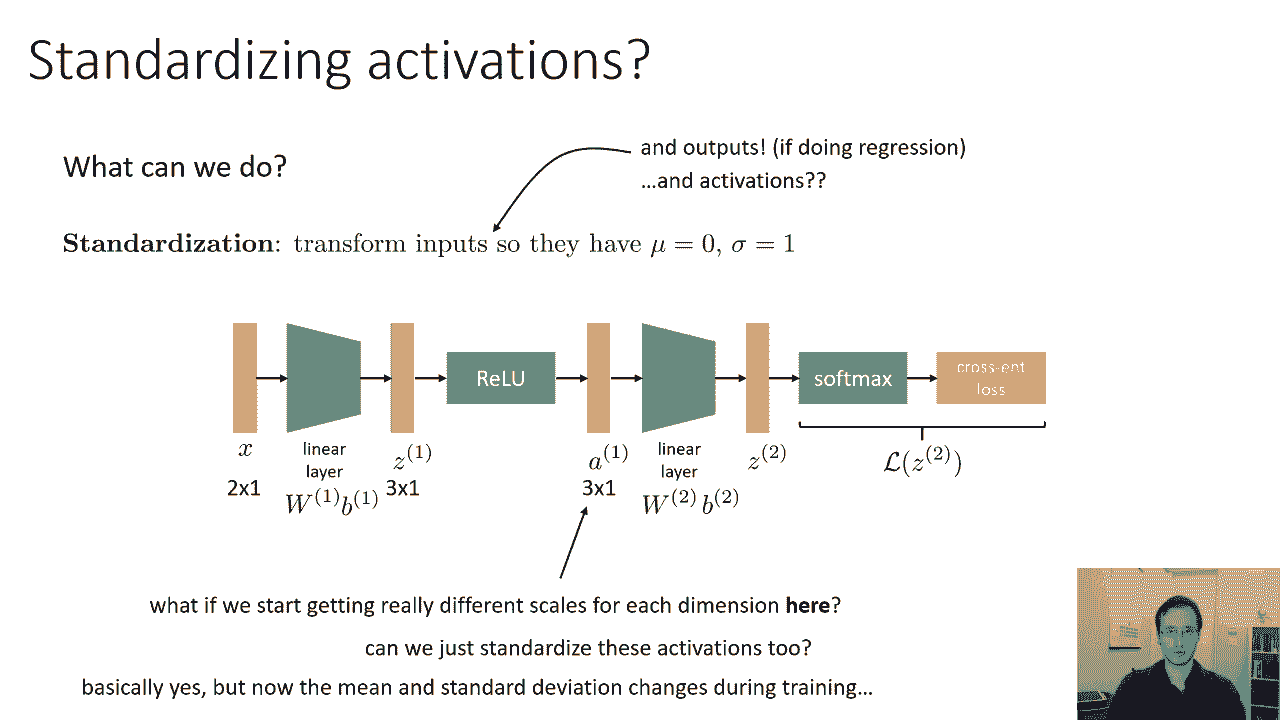 Standardizing activations?
What can we do?
and outputs! (if doing regression)
…and activations??
Standardization: transform inputs so they have μ = 0, σ = 1
ReLU
softmax
cross-ent
loss
x
2x1
linear
layer
W^{(1)} b^{(1)}
z^{(1)}
3x1
a^{(1)}
3x1
linear
layer
W^{(2)} b^{(2)}
z^{(2)}
ℒ(z^{(2)})
what if we start getting really different scales for each dimension here?
can we just standardize these activations too?
basically yes, but now the mean and standard deviation changes during training…